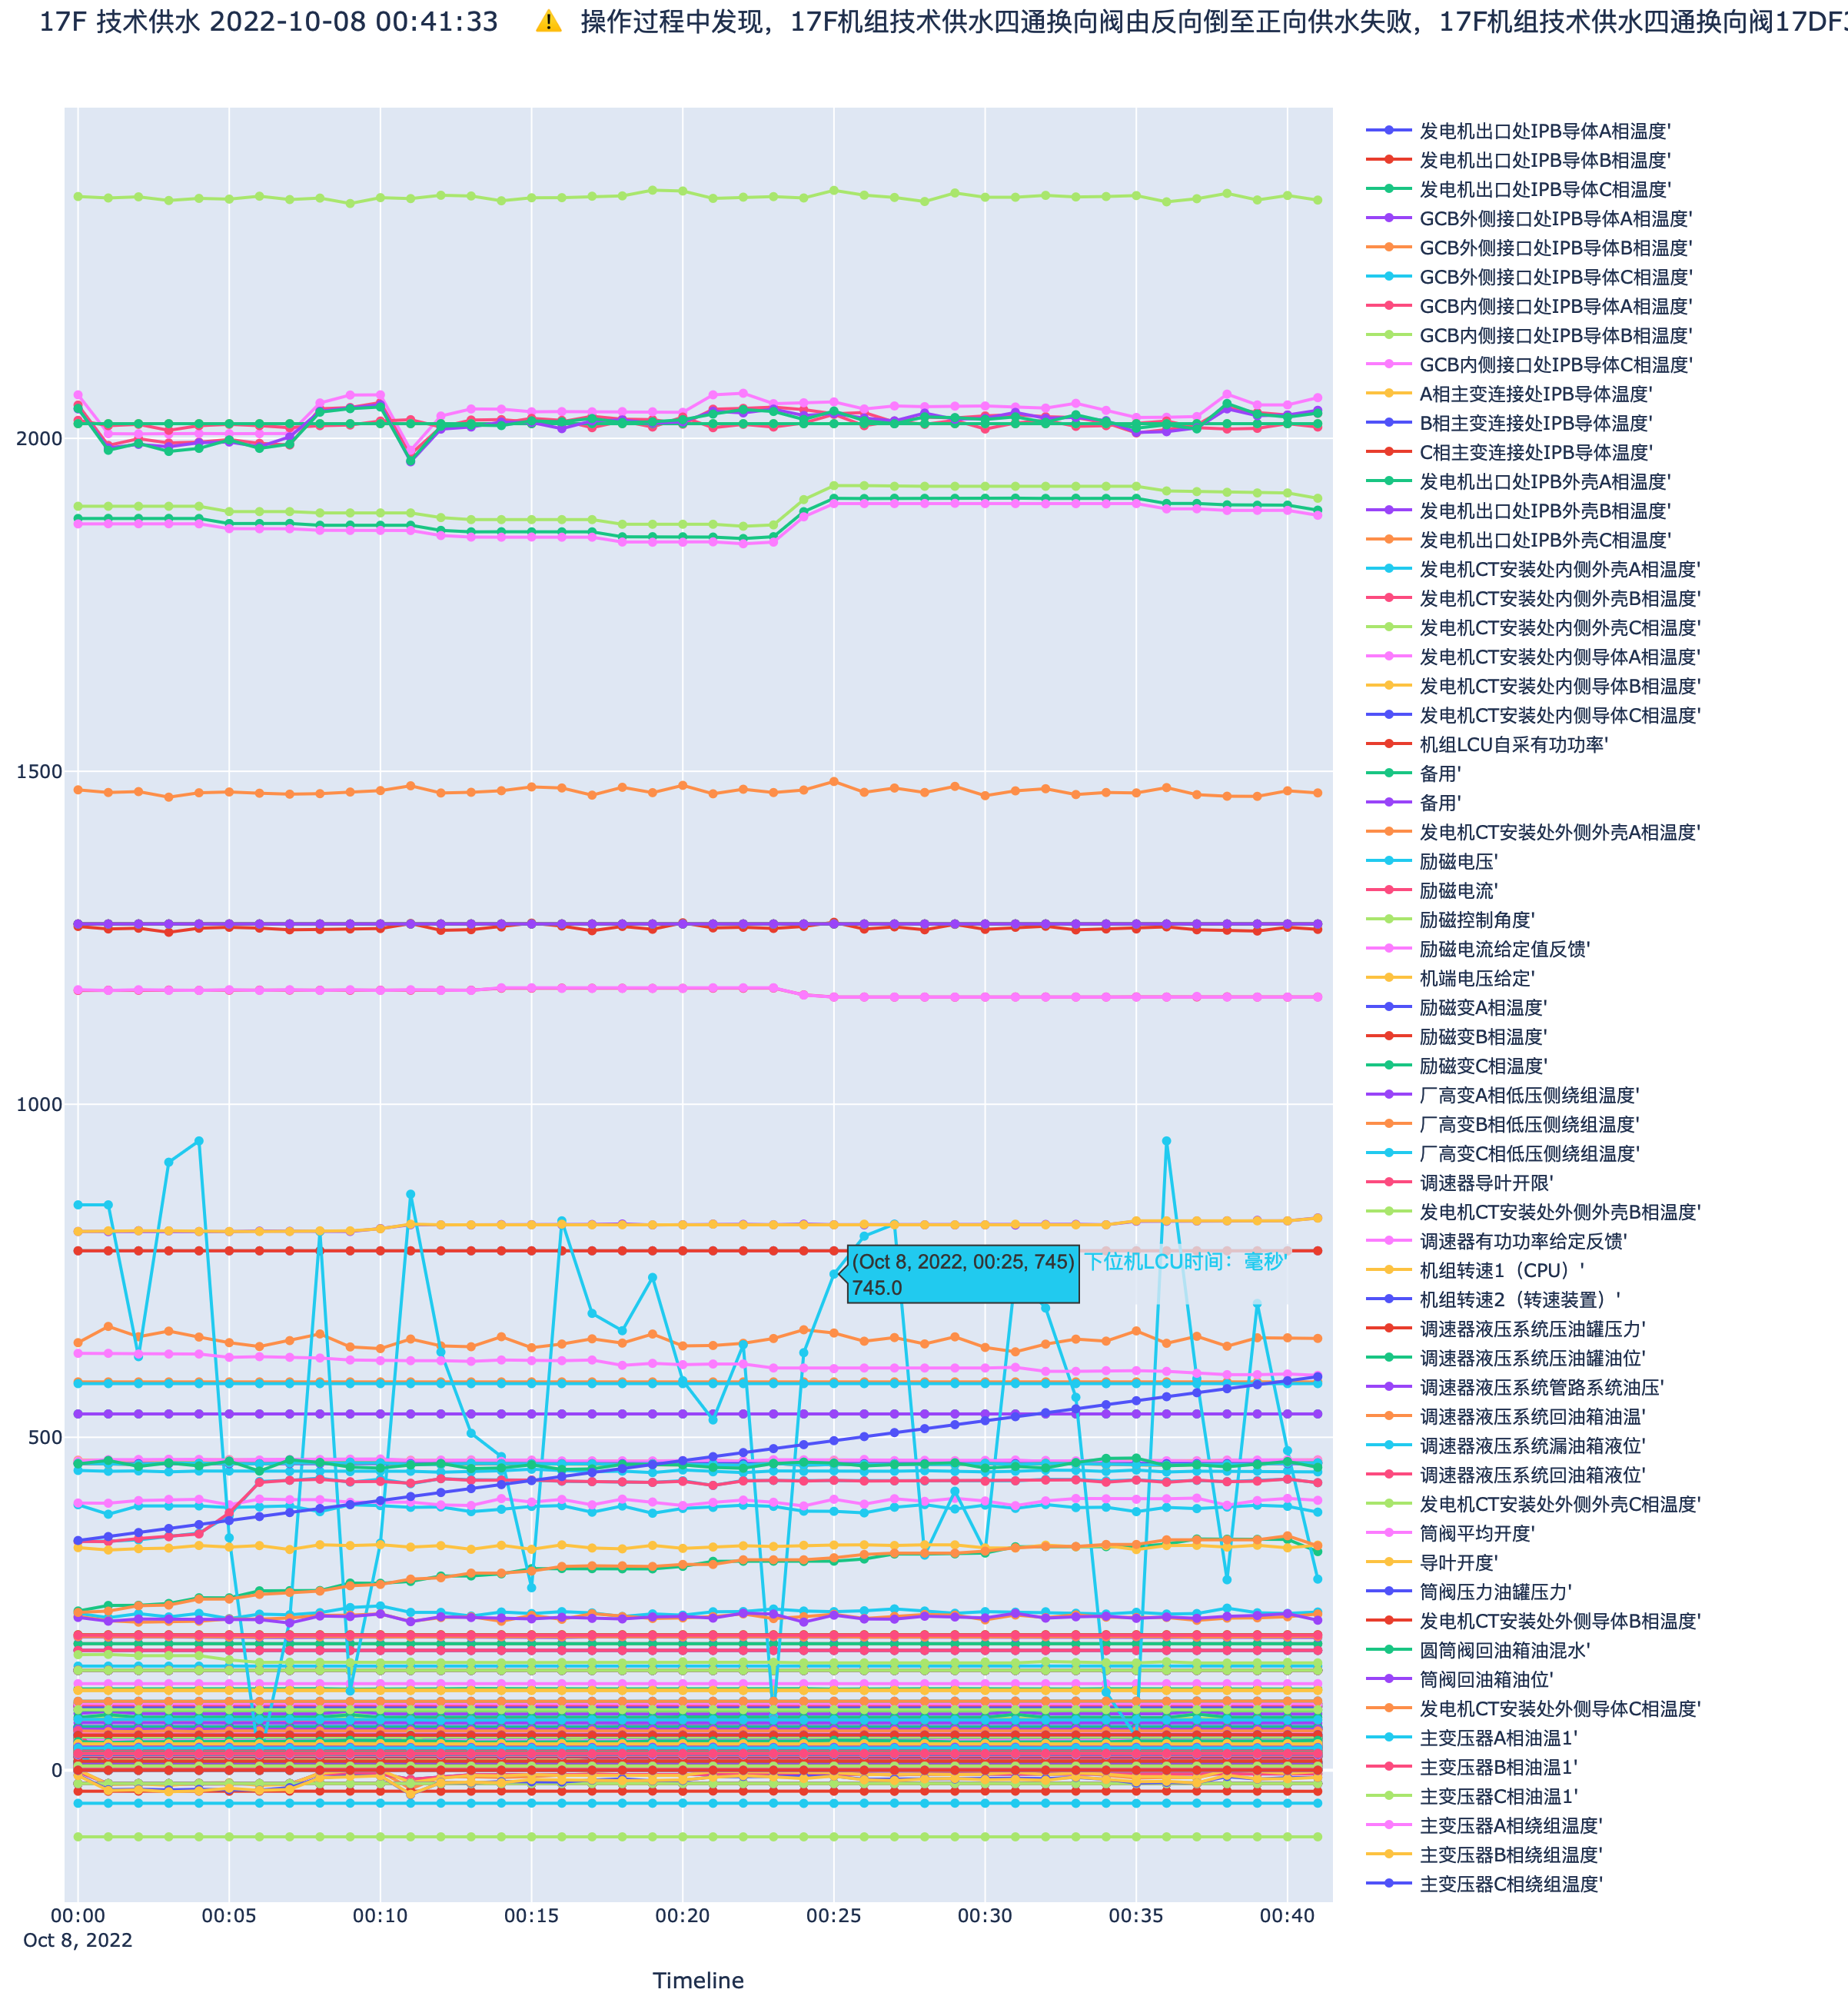 17F 技术供水 2022-10-08 00:41:33 ⚠ 操作过程中发现，17F机组技术供水四通换向阀由反向倒至正向供水失败，17F机组技术供水四通换向阀17DF
发电机出口处IPB导体A相温度'
发电机出口处IPB导体B相温度'
发电机出口处IPB导体C相温度'
GCB外侧接口处IPB导体A相温度'
GCB外侧接口处IPB导体B相温度'
GCB外侧接口处IPB导体C相温度'
GCB内侧接口处IPB导体A相温度'
GCB内侧接口处IPB导体B相温度'
GCB内侧接口处IPB导体C相温度'
A相主变连接处IPB导体温度'
B相主变连接处IPB导体温度'
C相主变连接处IPB导体温度'
发电机出口处IPB外壳A相温度'
发电机出口处IPB外壳B相温度'
发电机出口处IPB外壳C相温度'
发电机CT安装处内侧外壳A相温度'
发电机CT安装处内侧外壳B相温度'
发电机CT安装处内侧外壳C相温度'
发电机CT安装处内侧导体A相温度'
发电机CT安装处内侧导体B相温度'
发电机CT安装处内侧导体C相温度'
机组LCU自采有功功率'
备用'
备用'
发电机CT安装处外侧外壳A相温度'
励磁电压'
励磁电流'
励磁控制角度'
励磁电流给定值反馈'
机端电压给定'
励磁变A相温度'
励磁变B相温度'
励磁变C相温度'
厂高变A相低压侧绕组温度'
厂高变B相低压侧绕组温度'
厂高变C相低压侧绕组温度'
调速器导叶开限'
发电机CT安装处外侧外壳B相温度'
调速器有功功率给定反馈'
机组转速1（CPU）'
机组转速2（转速装置）'
调速器液压系统压油罐压力'
调速器液压系统压油罐油位'
调速器液压系统管路系统油压'
调速器液压系统回油箱油温'
调速器液压系统漏油箱液位'
调速器液压系统回油箱液位'
发电机CT安装处外侧外壳C相温度'
筒阀平均开度'
导叶开度'
筒阀压力油罐压力'
发电机CT安装处外侧导体B相温度'
圆筒阀回油箱油混水'
筒阀回油箱油位'
发电机CT安装处外侧导体C相温度'
主变压器A相油温1'
主变压器B相油温1'
主变压器C相油温1'
主变压器A相绕组温度'
主变压器B相绕组温度'
主变压器C相绕组温度'
2000
1500
1000
500
0
(Oct 8, 2022, 00:25, 745) 下位机LCU时间：毫秒'
745.0
00:00 00:05 00:10 00:15 00:20 00:25 00:30 00:35 00:40
Oct 8, 2022
Timeline